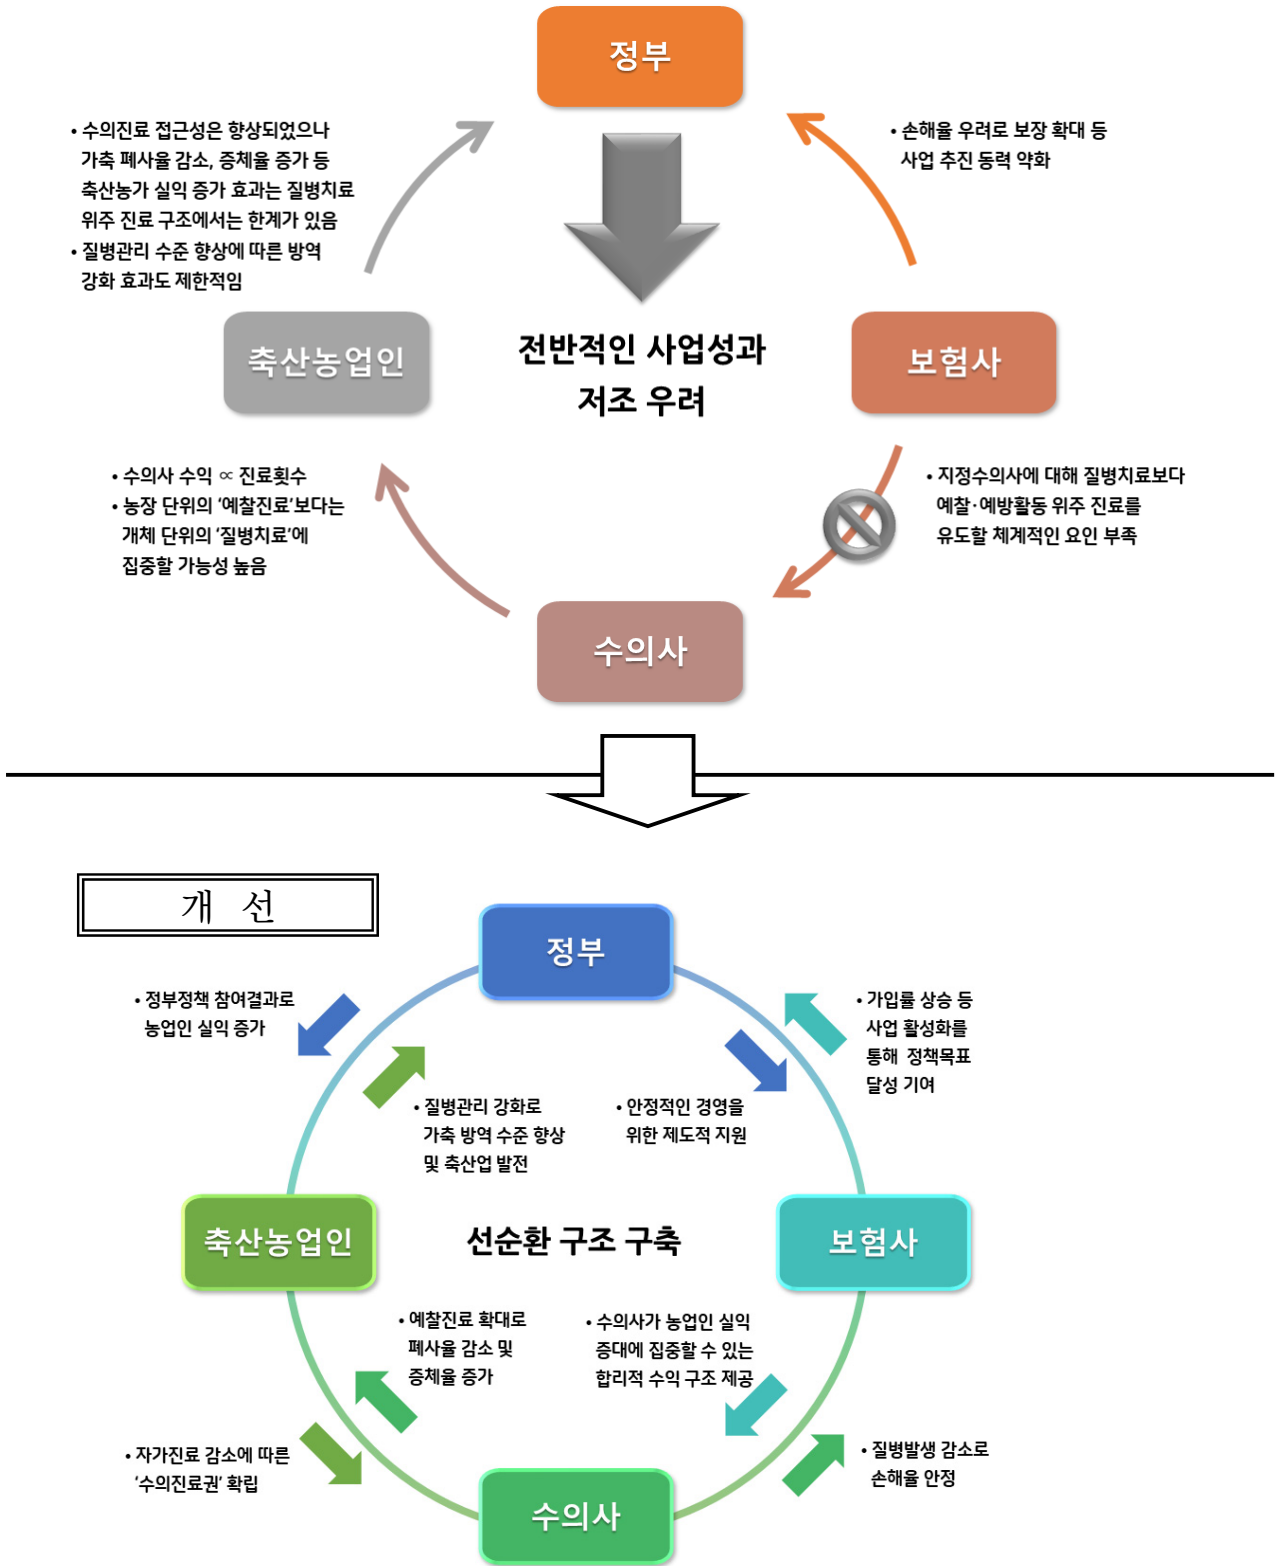 정부
• 수의진료 접근성은 향상되었으나
가축 폐사율 감소, 증체율 증가 등
축산농가 실익 증가 효과는 질병치료
위주 진료 구조에서는 한계가 있음
• 질병관리 수준 향상에 따른 방역
강화 효과도 제한적임
• 손해율 우려로 보장 확대 등
사업 추진 동력 약화
축산농업인
전반적인 사업성과
저조 우려
보험사
• 수의사 수익 ∝ 진료횟수
• 농장 단위의 ‘예찰진료’보다는
개체 단위의 ‘질병치료’에
집중할 가능성 높음
• 지정수의사에 대해 질병치료보다
예찰·예방활동 위주 진료를
유도할 체계적인 요인 부족
수의사
개 선
정부
• 정부정책 참여결과로
농업인 실익 증가
• 가입률 상승 등
사업 활성화를
통해 정책목표
달성 기여
• 질병관리 강화로
가축 방역 수준 향상
및 축산업 발전
• 안정적인 경영을
위한 제도적 지원
축산농업인
선순환 구조 구축
보험사
• 예찰진료 확대로
폐사율 감소 및
증체율 증가
• 수의사가 농업인 실익
증대에 집중할 수 있는
합리적 수익 구조 제공
• 자가진료 감소에 따른
‘수의진료권’ 확립
• 질병발생 감소로
손해율 안정
수의사